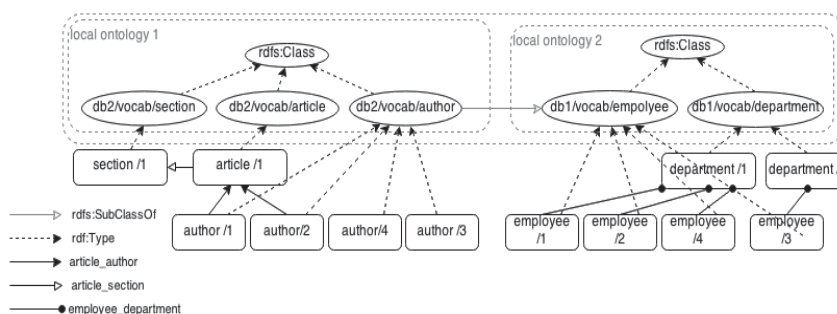 local ontology 1
rdfs:Class
db2/vocab/section
db2/vocab/article
db2/vocab/author
local ontology 2
rdfs:Class
db1/vocab/empolyee
db1/vocab/department
section /1
article /1
department /1
department /
author /1
author/2
author/4
author /3
employee
/1
employee
/2
employee
/4
employee
/3
rdfs:SubClassOf
rdf:Type
article_author
article_section
employee_department